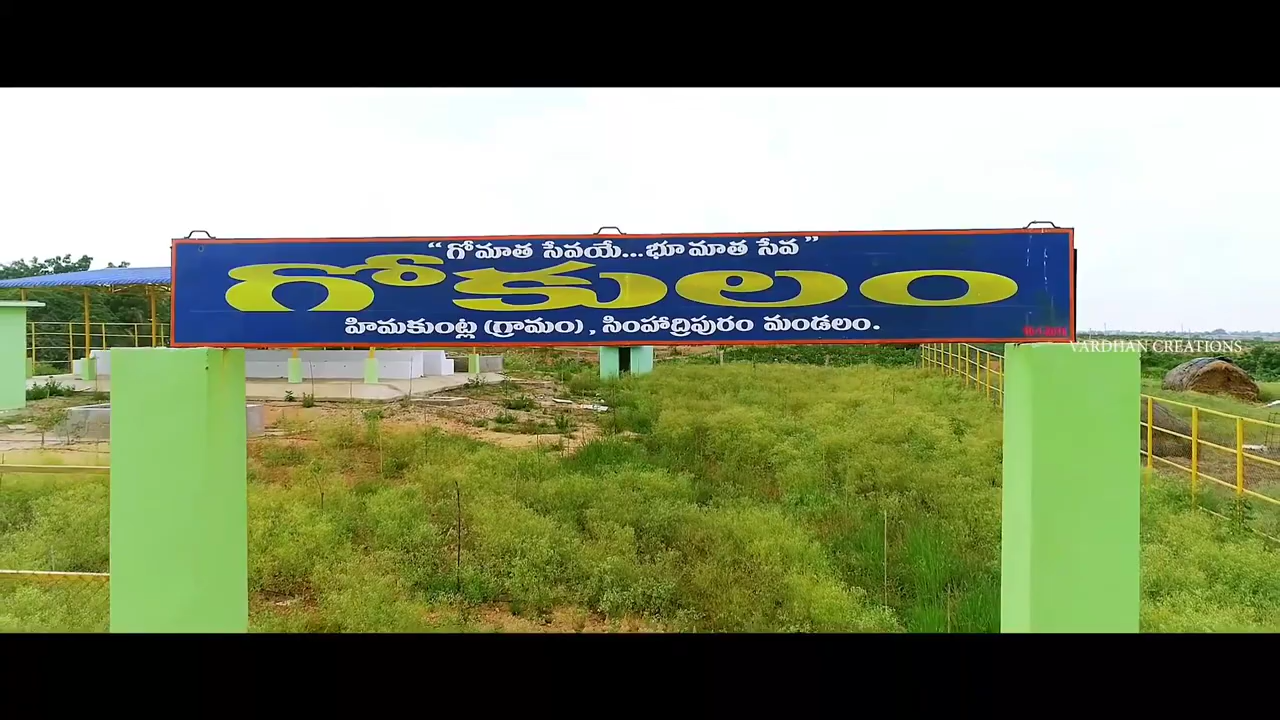 “గోమాత సేవయే...భూమాత సేవ”
గోకులం
హిమకుంట్ల (గ్రామం), సింహాద్రిపురం మండలం.
VARDHAN CREATIONS